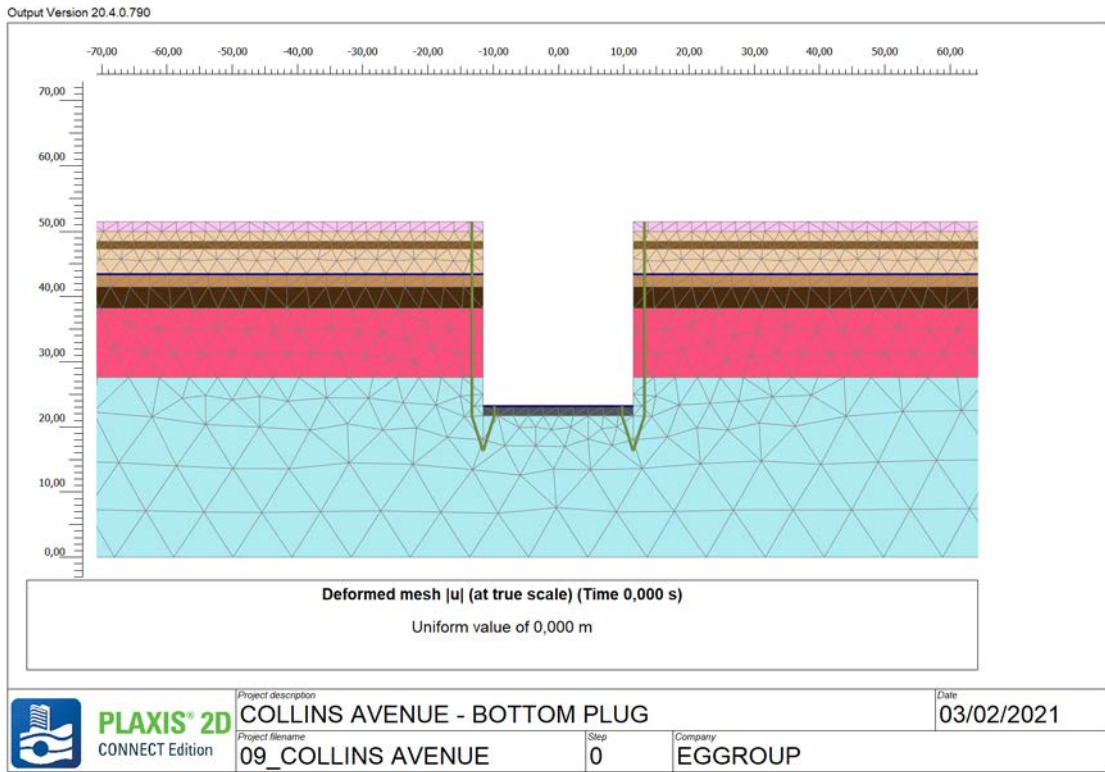 Output Version 20.4.0.790
-70,00 -60,00 -50,00 -40,00 -30,00 -20,00 -10,00 0,00 10,00 20,00 30,00 40,00 50,00 60,00
70,00
60,00
50,00
40,00
30,00
20,00
10,00
0,00
Deformed mesh |u| (at true scale) (Time 0,000 s)
Uniform value of 0,000 m
PLAXIS® 2D
CONNECT Edition
Project description
COLLINS AVENUE - BOTTOM PLUG
Date
03/02/2021
Project filename
09_COLLINS AVENUE
Step
0
Company
EGGROUP